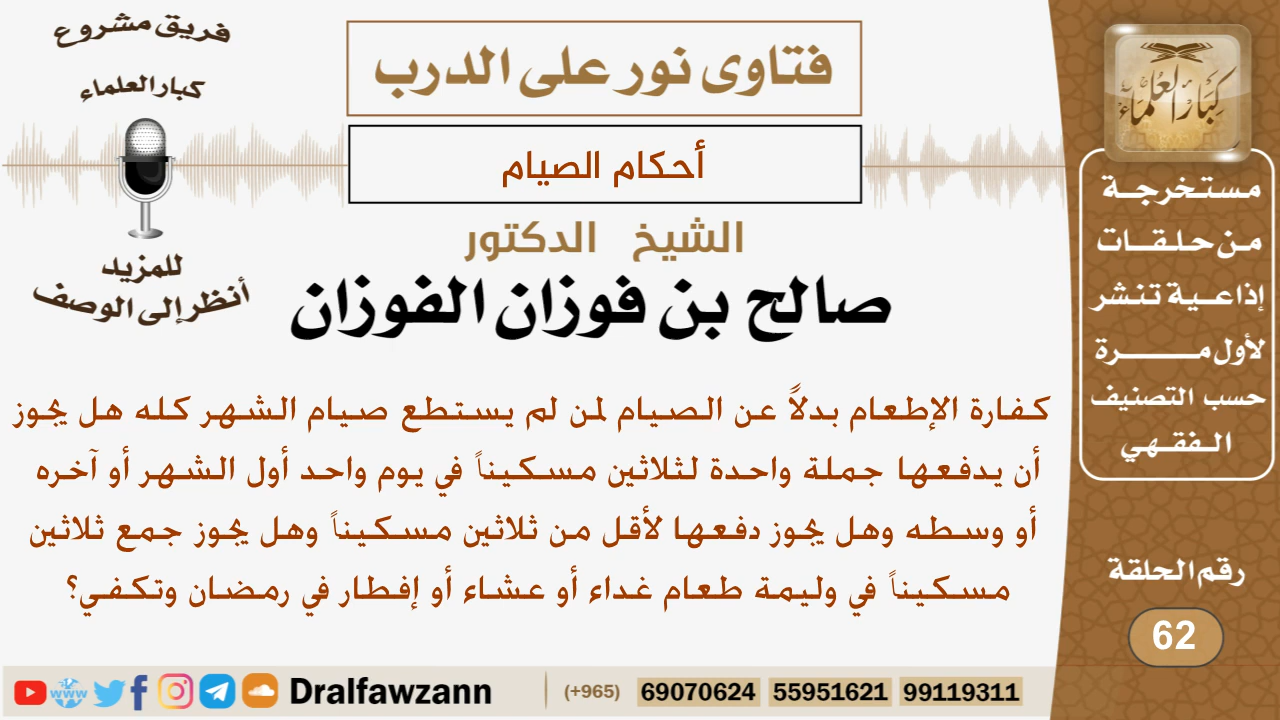 فريق مشروع
كبار العلماء
للمزيد
أنظر إلى الوصف
فتاوى نور على الدرب
أحكام الصيام
الشيخ الدكتور
صالح بن فوزان الفوزان
كفارة الإطعام بدلاً عن الصيام لمن لم يستطع صيام الشهر كله هل يجوز
أن يدفعها جملة واحدة لثلاثين مسكيناً في يوم واحد أول الشهر أو آخره
أو وسطه وهل يجوز دفعها لأقل من ثلاثين مسكيناً وهل يجوز جمع ثلاثين
مسكيناً في وليمة طعام غداء أو عشاء أو إفطار في رمضان وتكفي؟
كِبَارُ العُلَمَاء
مستخرجة
من حلقات
إذاعية تنشر
لأول مرة
حسب التصنيف
الفقهي
رقم الحلقة
62
www
Dralfawzann
(+965) 69070624 55951621 99119311